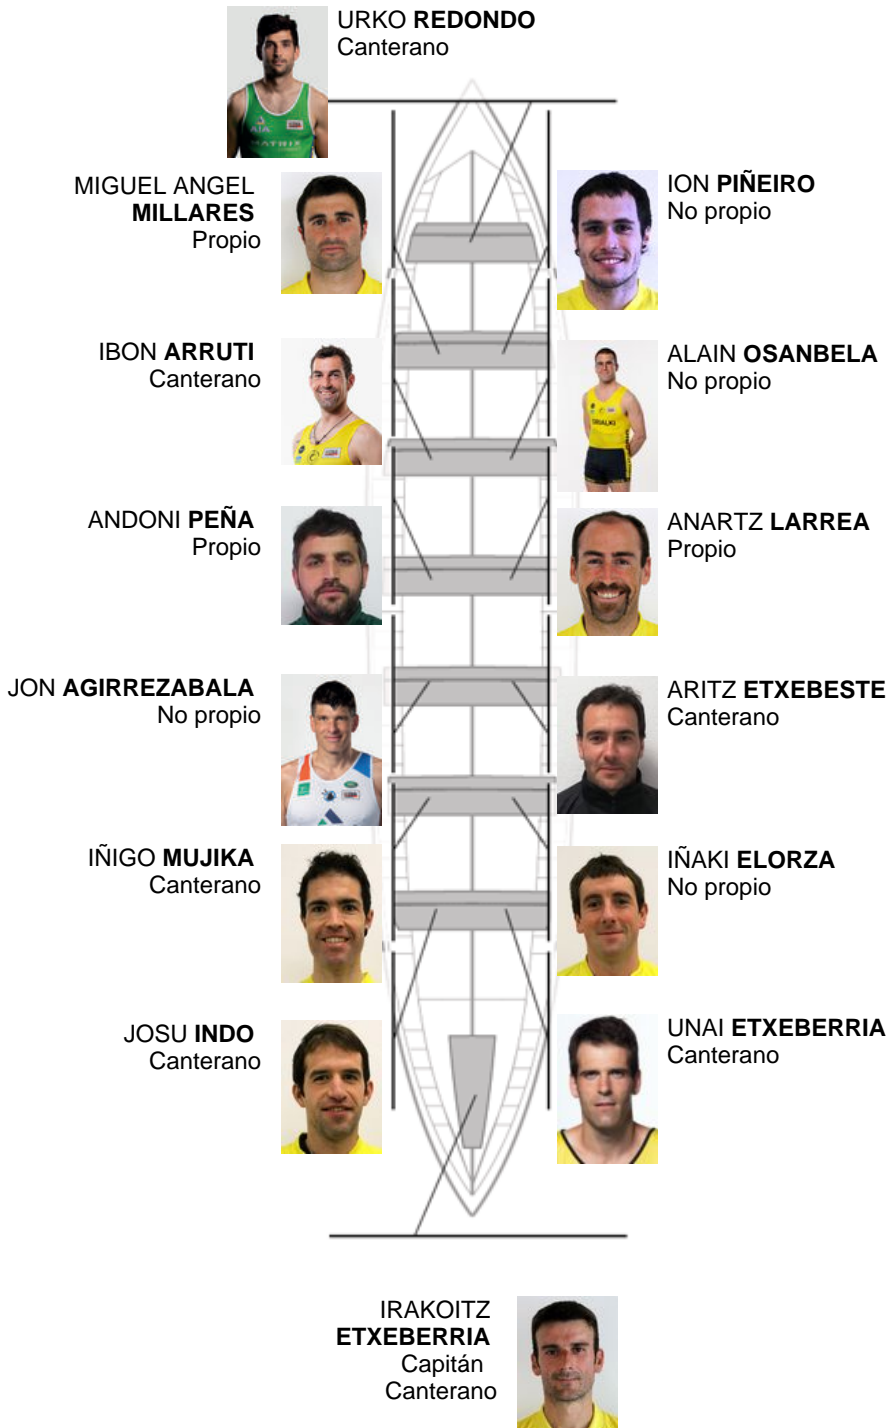 URKO REDONDO
Canterano
MIGUEL ANGEL
MILLARES
Propio
ION PIÑEIRO
No propio
IBON ARRUTI
Canterano
ALAIN OSANBELA
No propio
ANDONI PEÑA
Propio
ANARTZ LARREA
Propio
JON AGIRREZABALA
No propio
ARITZ ETXEBESTE
Canterano
IÑIGO MUJIKA
Canterano
IÑAKI ELORZA
No propio
JOSU INDO
Canterano
UNAI ETXEBERRIA
Canterano
IRAKOITZ
ETXEBERRIA
Capitán
Canterano